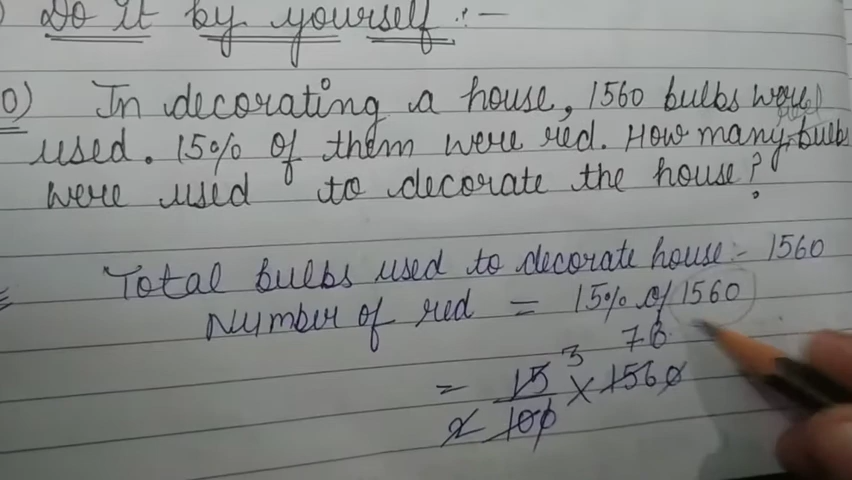 Do it by yourself :-
0) In decorating a house, 1560 bulbs were
used. 15% of them were red. How many bulbs
were used to decorate the house?
Total bulbs used to decorate house :- 1560
Number of red = 15% of 1560
3 78
= 15/100 × 1560
2